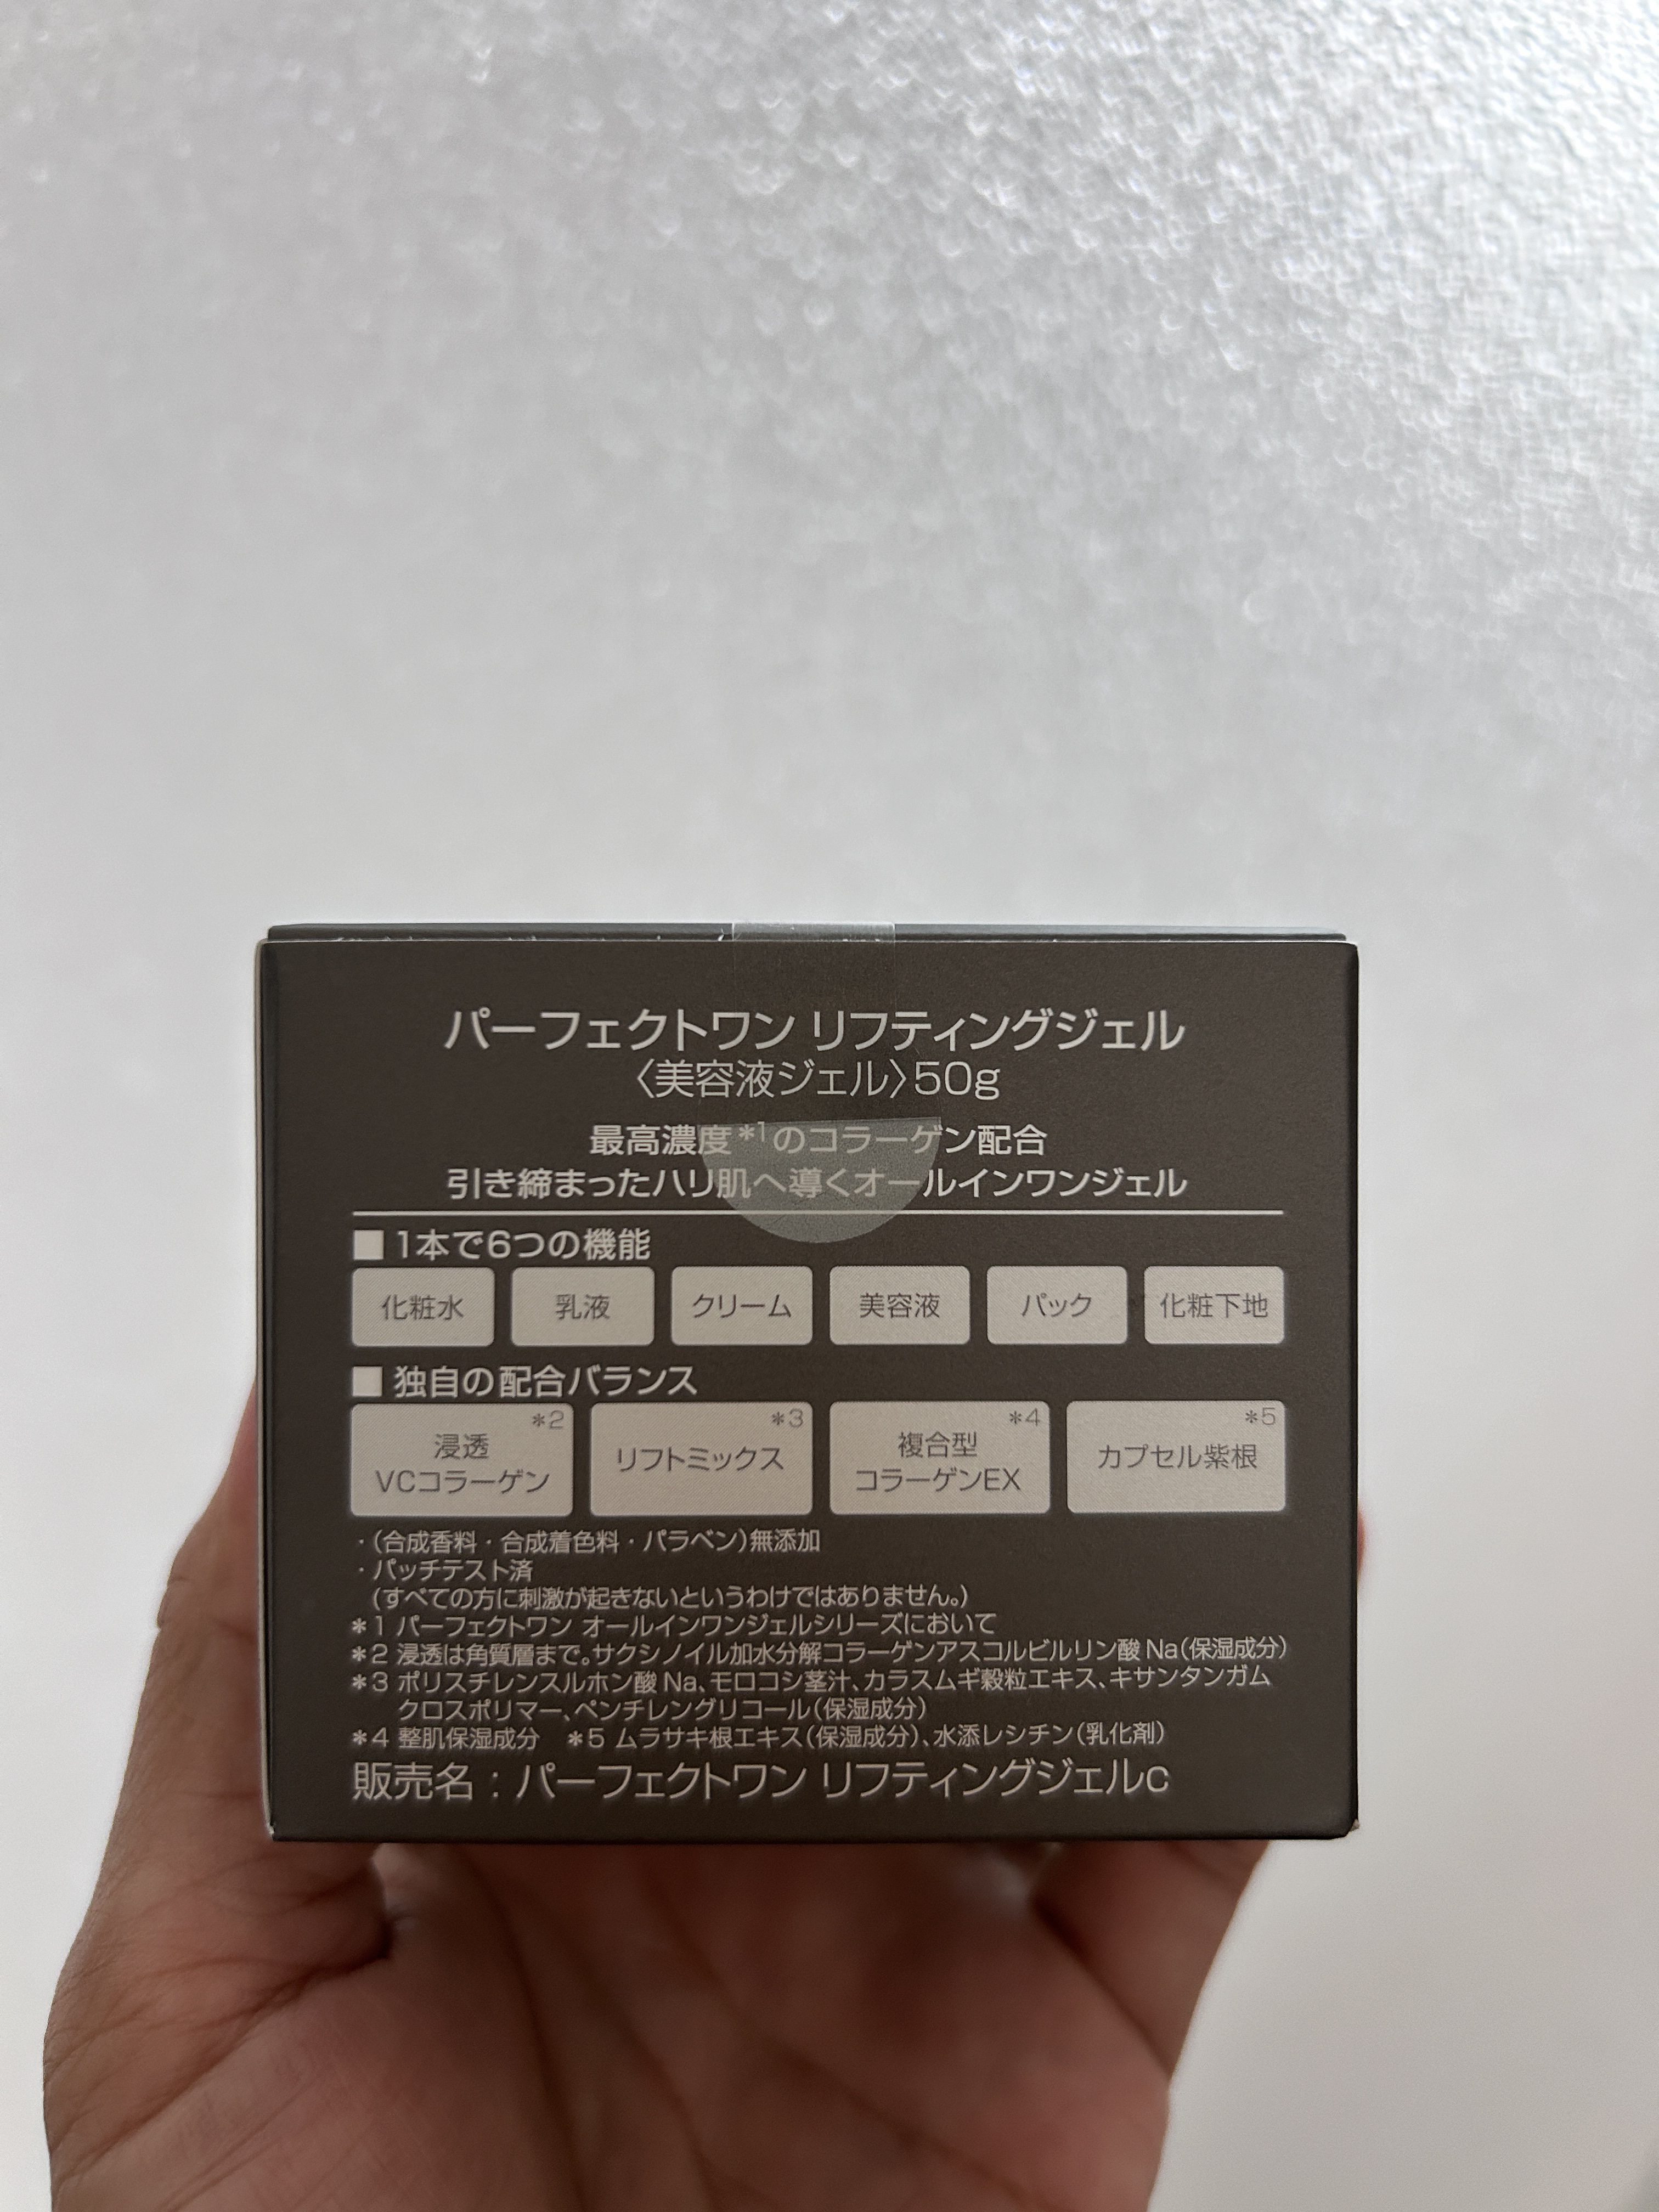 パーフェクトワン リフティングジェル
〈美容液ジェル〉50g
最高濃度*1のコラーゲン配合
引き締まったハリ肌へ導くオールインワンジェル
■ 1本で6つの機能
化粧水 乳液 クリーム 美容液 パック 化粧下地
■ 独自の配合バランス
*2 *3 *4 *5
浸透 リフトミックス 複合型 カプセル紫根
VCコラーゲン コラーゲンEX
・(合成香料・合成着色料・パラベン)無添加
・パッチテスト済
(すべての方に刺激が起きないというわけではありません。)
*1 パーフェクトワン オールインワンジェルシリーズにおいて
*2 浸透は角質層まで。サクシノイル加水分解コラーゲンアスコルビルリン酸Na(保湿成分)
*3 ポリスチレンスルホン酸Na、モロコシ茎汁、カラスムギ穀粒エキス、キサンタンガム
クロスポリマー、ペンチレングリコール(保湿成分)
*4 整肌保湿成分 *5 ムラサキ根エキス(保湿成分)、水添レシチン(乳化剤)
販売名：パーフェクトワン リフティングジェルc